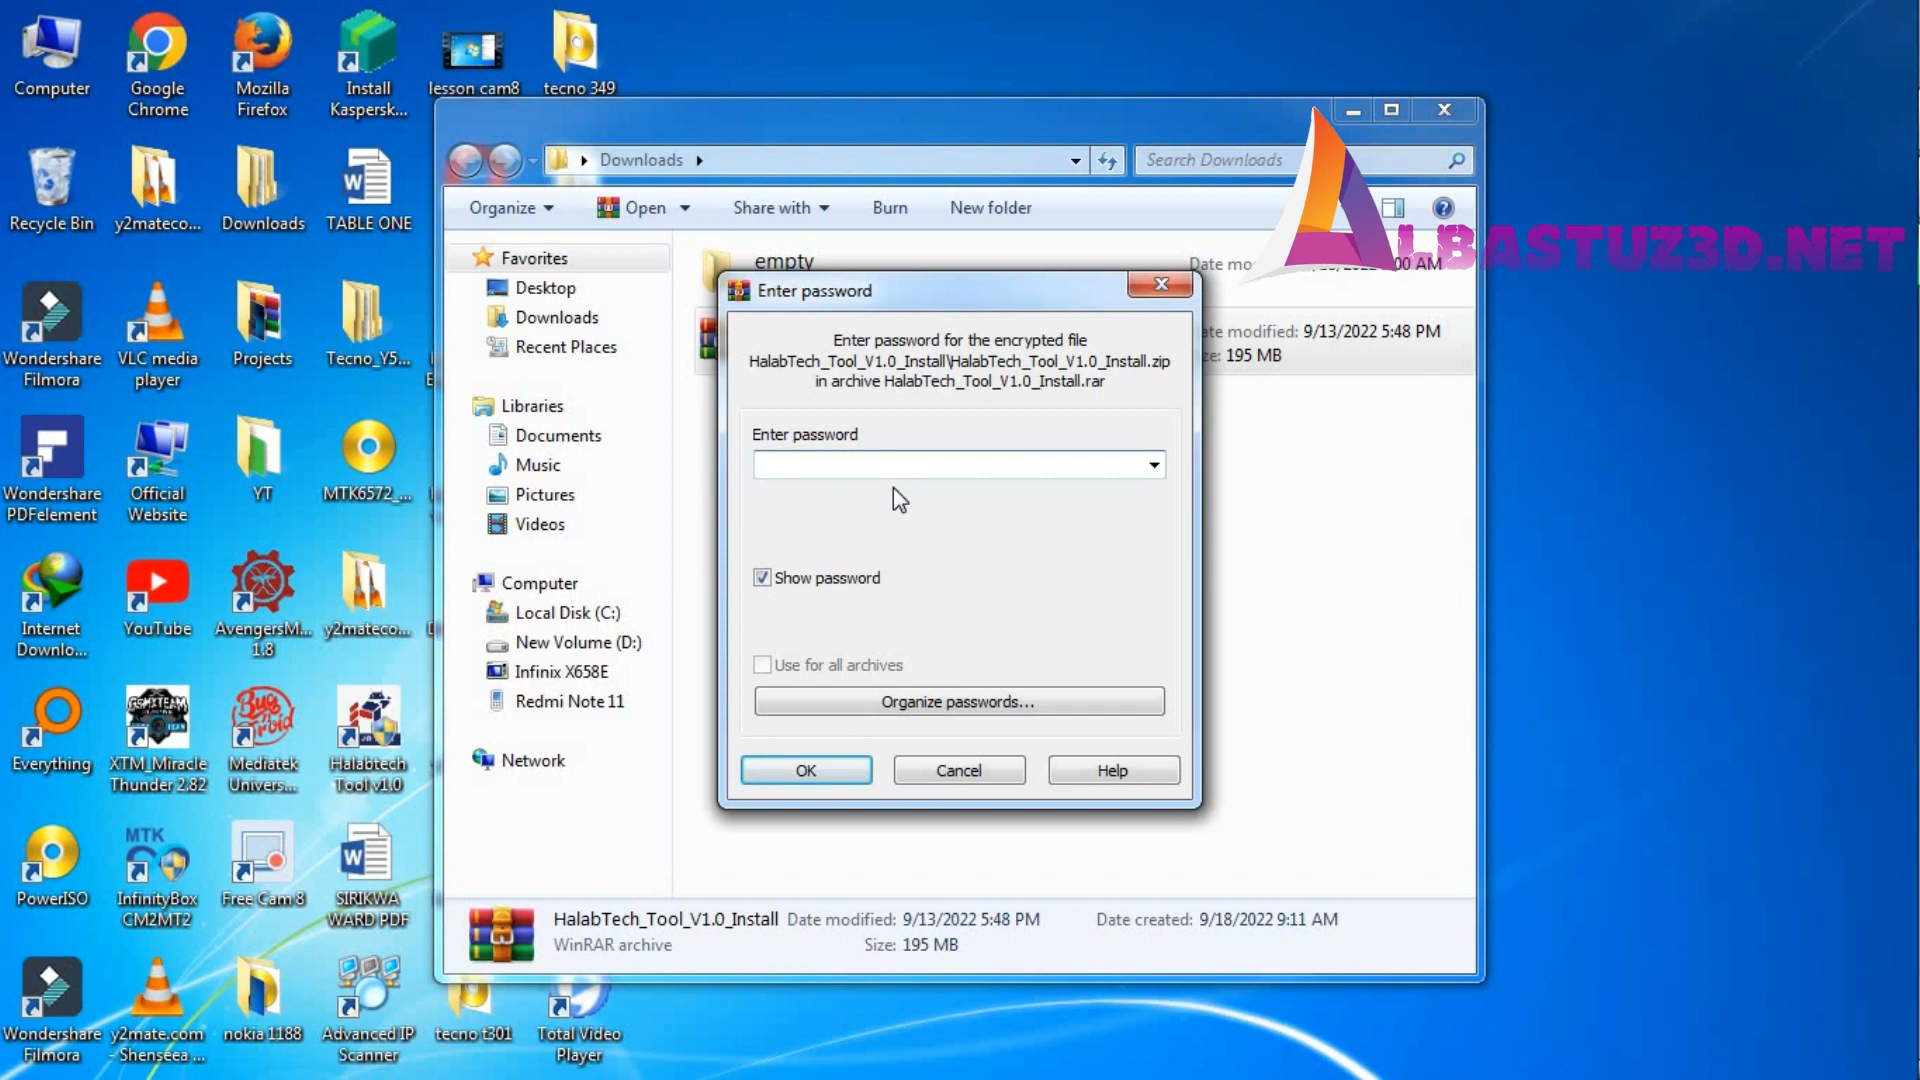 Computer
Google
Chrome
Mozilla
Firefox
Install
Kaspersk...
lesson cam8
tecno 349
Recycle Bin
y2mateco...
Downloads
TABLE ONE
Wondershare
Filmora
VLC media
player
Projects
Tecno_Y5...
Wondershare
PDFelement
Official
Website
YT
MTK6572_...
Internet
Downlo...
YouTube
AvengersM...
1.8
y2mateco...
Everything
XTM_Miracle
Thunder 2.82
Mediatek
Univers...
Halabtech
Tool v1.0
PowerISO
MTK
InfinityBox
CM2MT2
Free Cam 8
SIRIKWA
WARD PDF
Wondershare
Filmora
y2mate.com
- Shenseea ...
nokia 1188
Advanced IP
Scanner
tecno t301
Total Video
Player
Downloads
Search Downloads
Organize
Open
Share with
Burn
New folder
ALBASTUZ3D.NET
Favorites
Desktop
Downloads
Recent Places
Libraries
Documents
Music
Pictures
Videos
Computer
Local Disk (C:)
New Volume (D:)
Infinix X658E
Redmi Note 11
Network
empty
Date modified: 9/13/2022 5:48 PM
195 MB
Enter password
Enter password for the encrypted file
HalabTech_Tool_V1.0_Install\HalabTech_Tool_V1.0_Install.zip
in archive HalabTech_Tool_V1.0_Install.rar
Enter password
Show password
Use for all archives
Organize passwords...
OK
Cancel
Help
HalabTech_Tool_V1.0_Install Date modified: 9/13/2022 5:48 PM Date created: 9/18/2022 9:11 AM
WinRAR archive Size: 195 MB